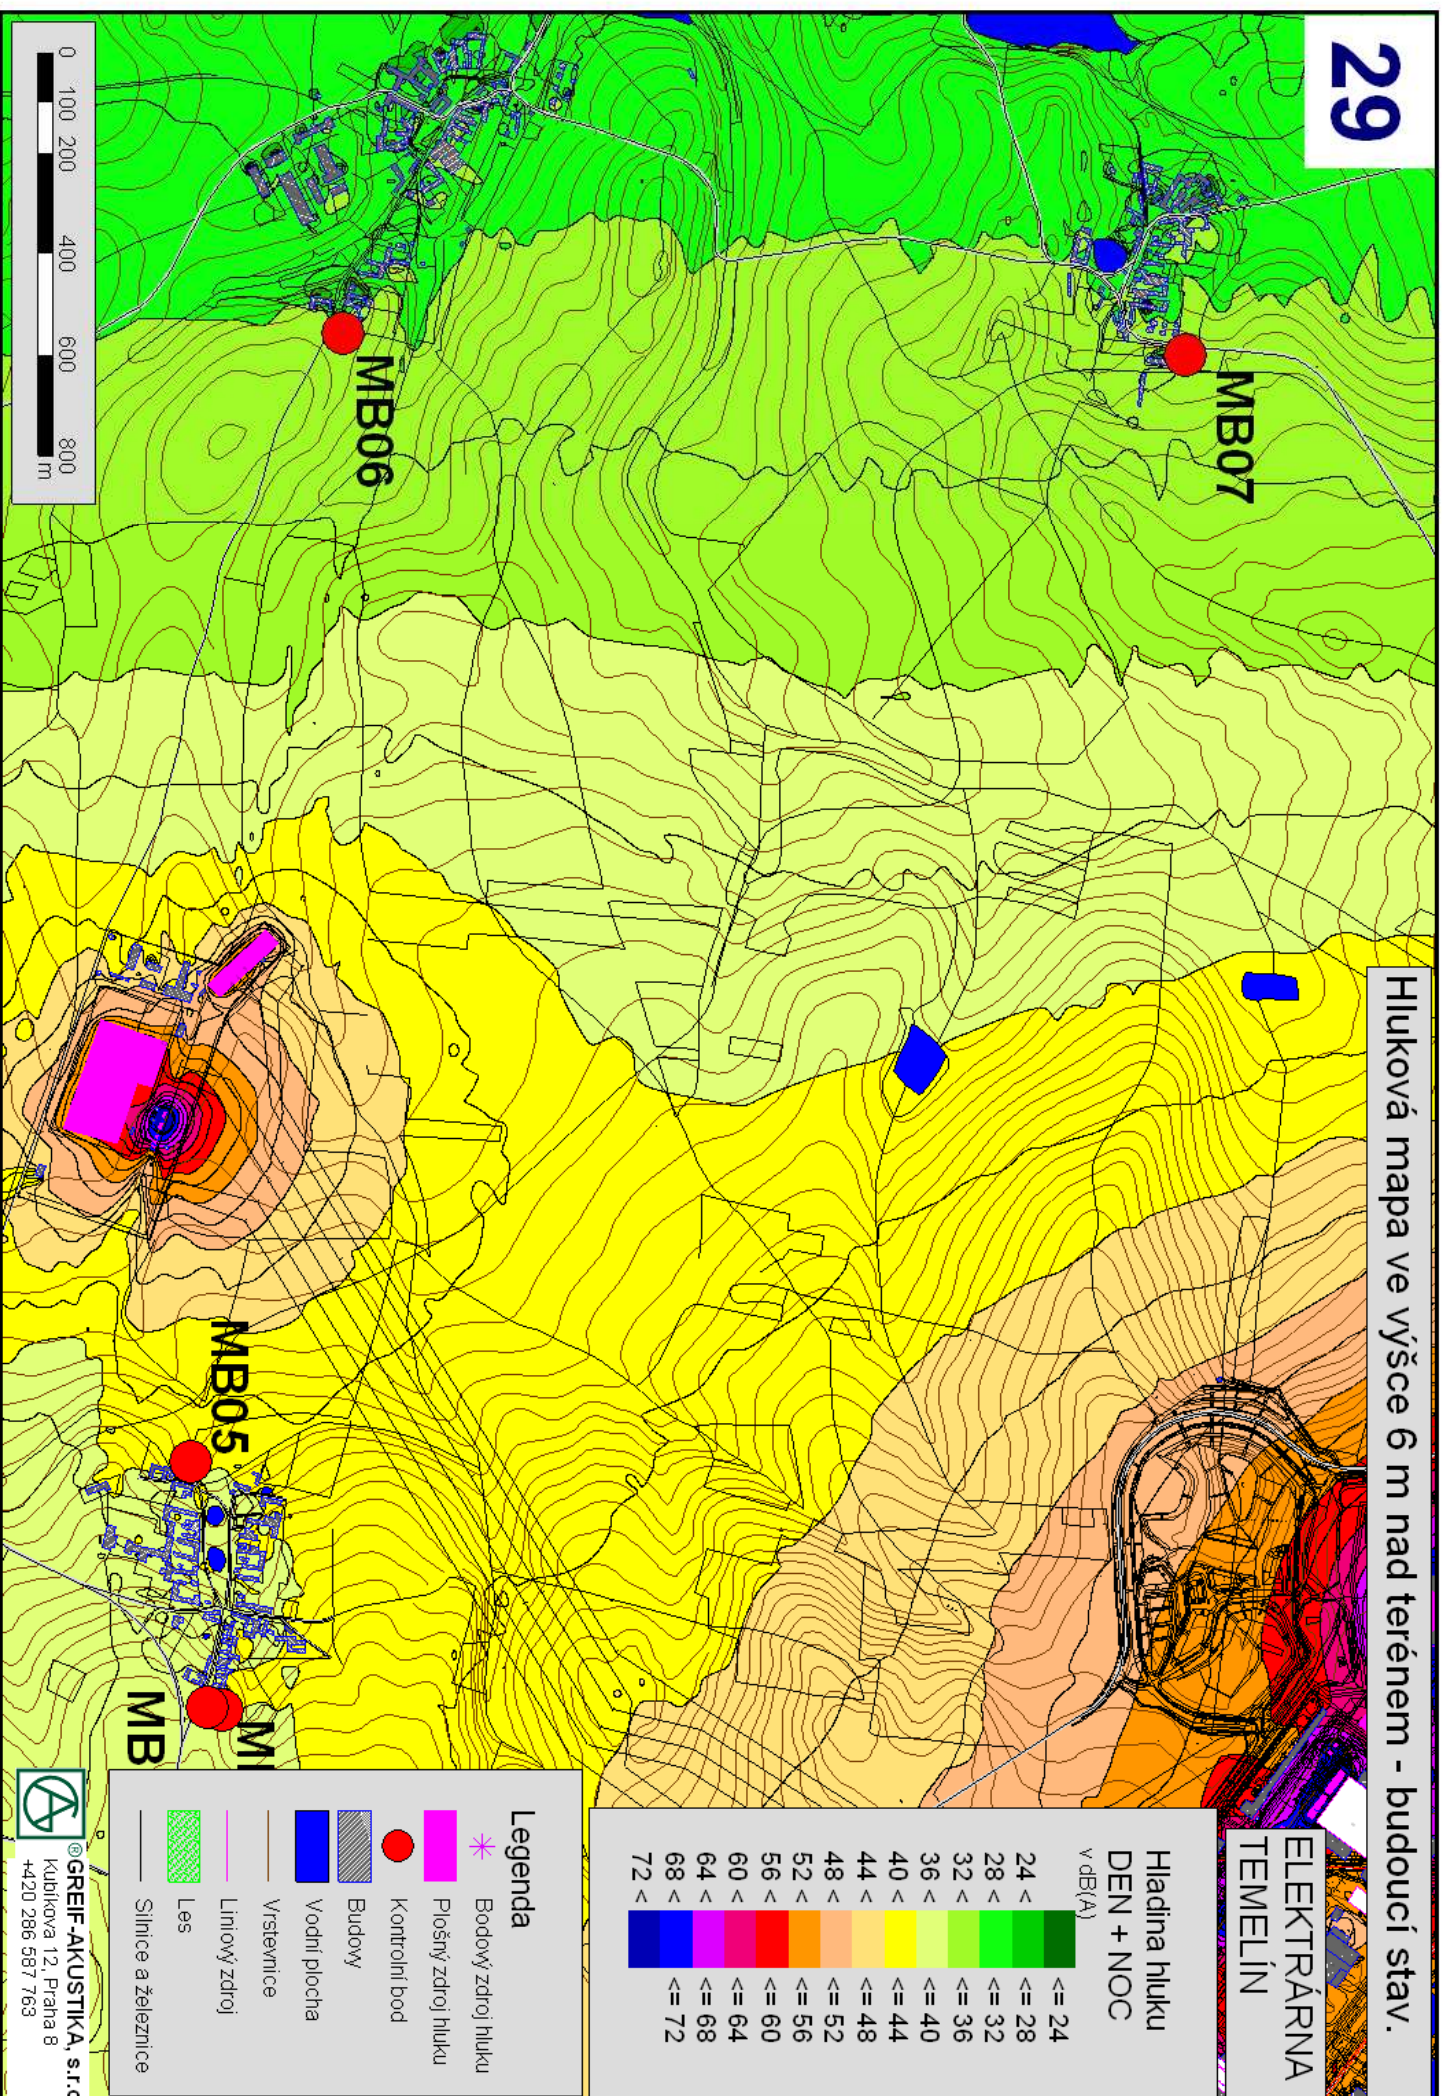 29
Hluková mapa ve výšce 6 m nad terénem - budoucí stav.
ELEKTRÁRNA
TEMELÍN
MB07
MB06
MB05
MB
0 100 200 400 600 800
m
Hladina hluku
DEN + NOC
v dB(A)
<= 24
24 < <= 28
28 < <= 32
32 < <= 36
36 < <= 40
40 < <= 44
44 < <= 48
48 < <= 52
52 < <= 56
56 < <= 60
60 < <= 64
64 < <= 68
68 < <= 72
72 <
Legenda
Bodový zdroj hluku
Plošný zdroj hluku
Kontrolní bod
Budovy
Vodní plocha
Vrstevnice
Liniový zdroj
Les
Silnice a železnice
®GREIF-AKUSTIKA, s.r.o
Kubíkova 12, Praha 8
+420 286 587 763